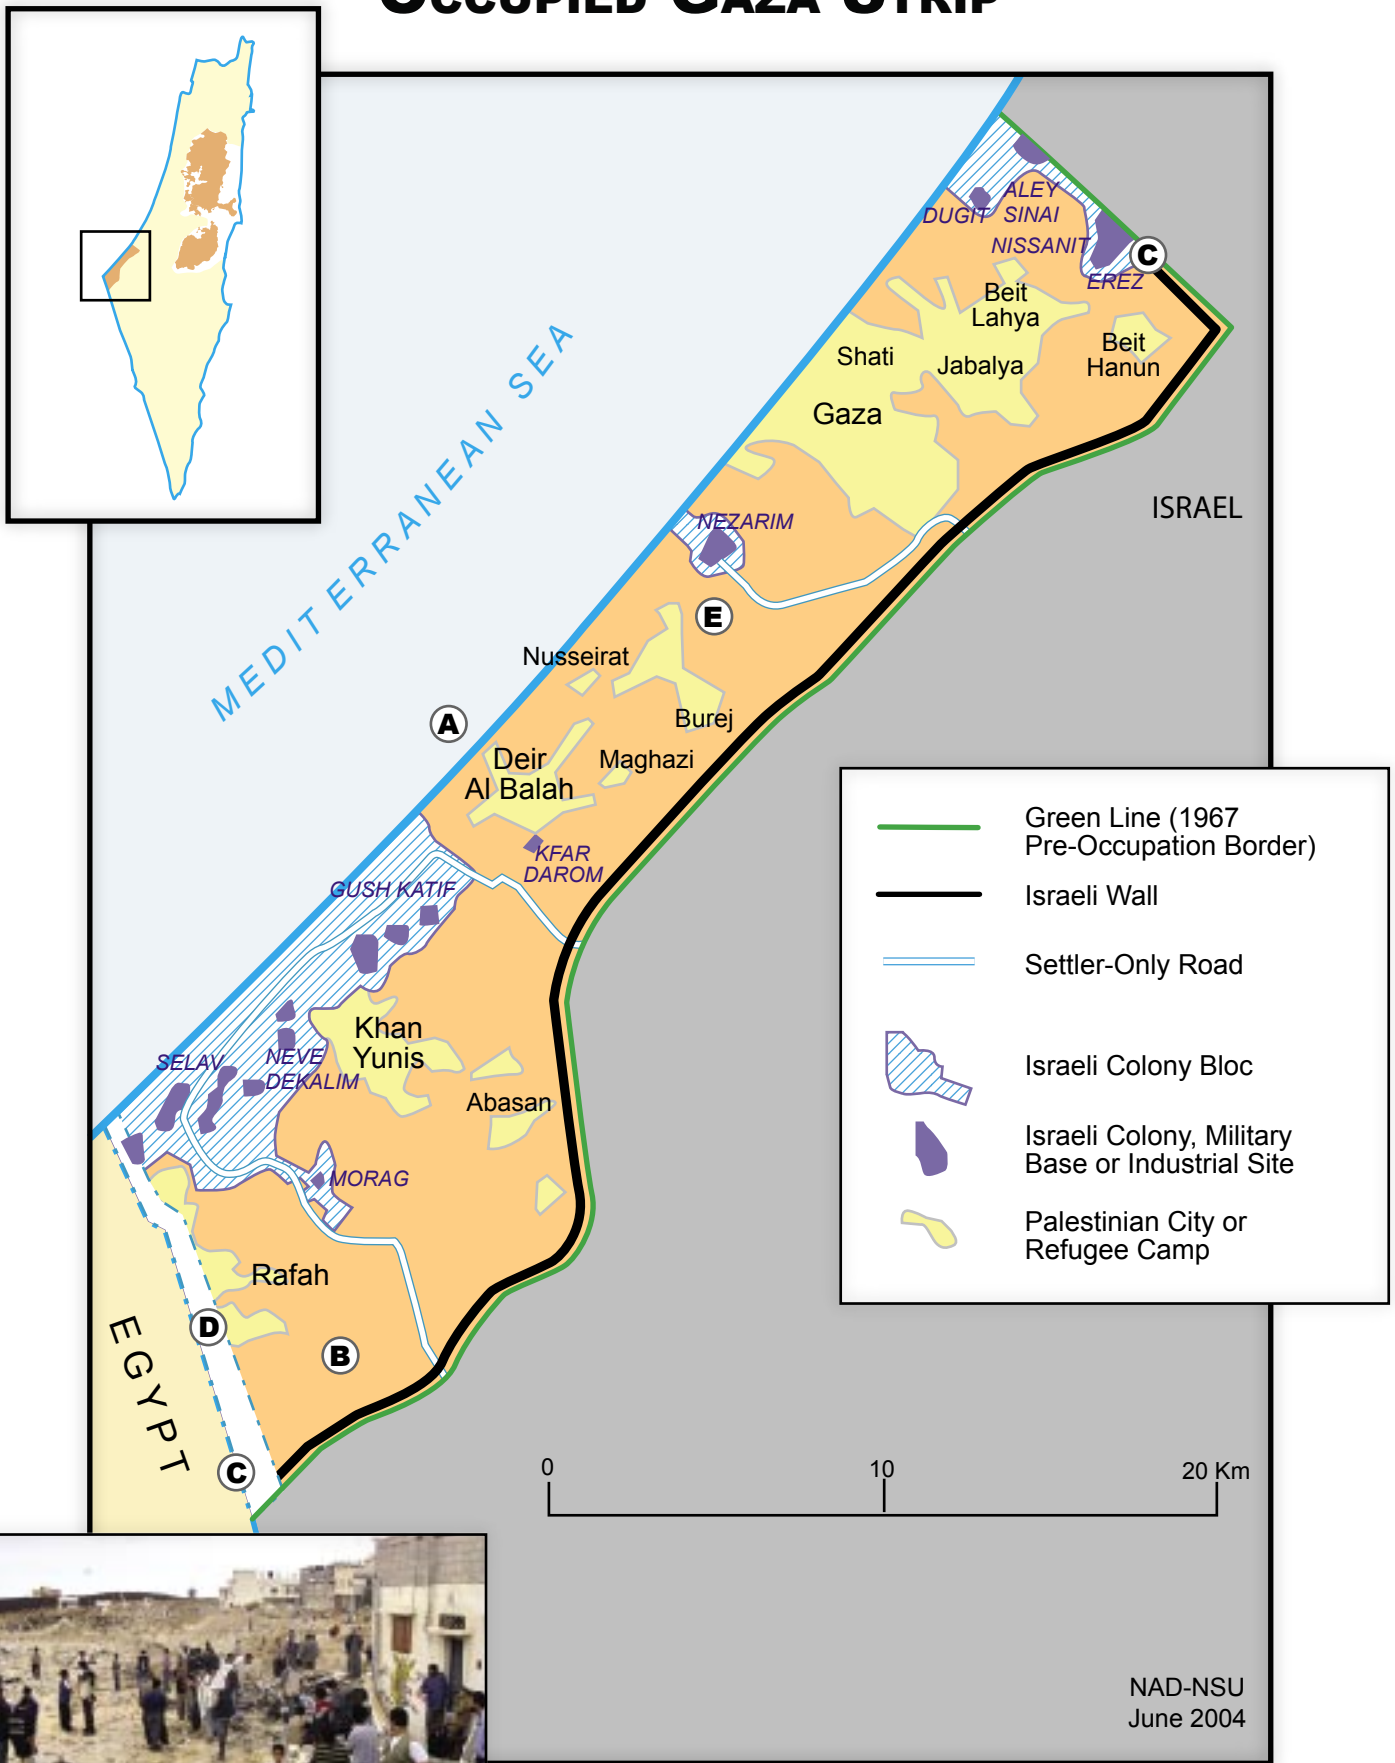 OCCUPIED GAZA STRIP
ALEY
SINAI
DUGIT
NISSANIT
C
EREZ
Beit
Lahya
Beit
Hanun
Shati
Jabalya
Gaza
MEDITERRANEAN SEA
ISRAEL
NEZARIM
E
Nusseirat
A
Burej
Deir
Al Balah
Maghazi
KFAR
DAROM
GUSH KATIF
Khan
Yunis
SELAV
NEVE
DEKALIM
Abasan
MORAG
Rafah
D
B
EGYPT
C
Green Line (1967
Pre-Occupation Border)
Israeli Wall
Settler-Only Road
Israeli Colony Bloc
Israeli Colony, Military
Base or Industrial Site
Palestinian City or
Refugee Camp
0 10 20 Km
NAD-NSU
June 2004